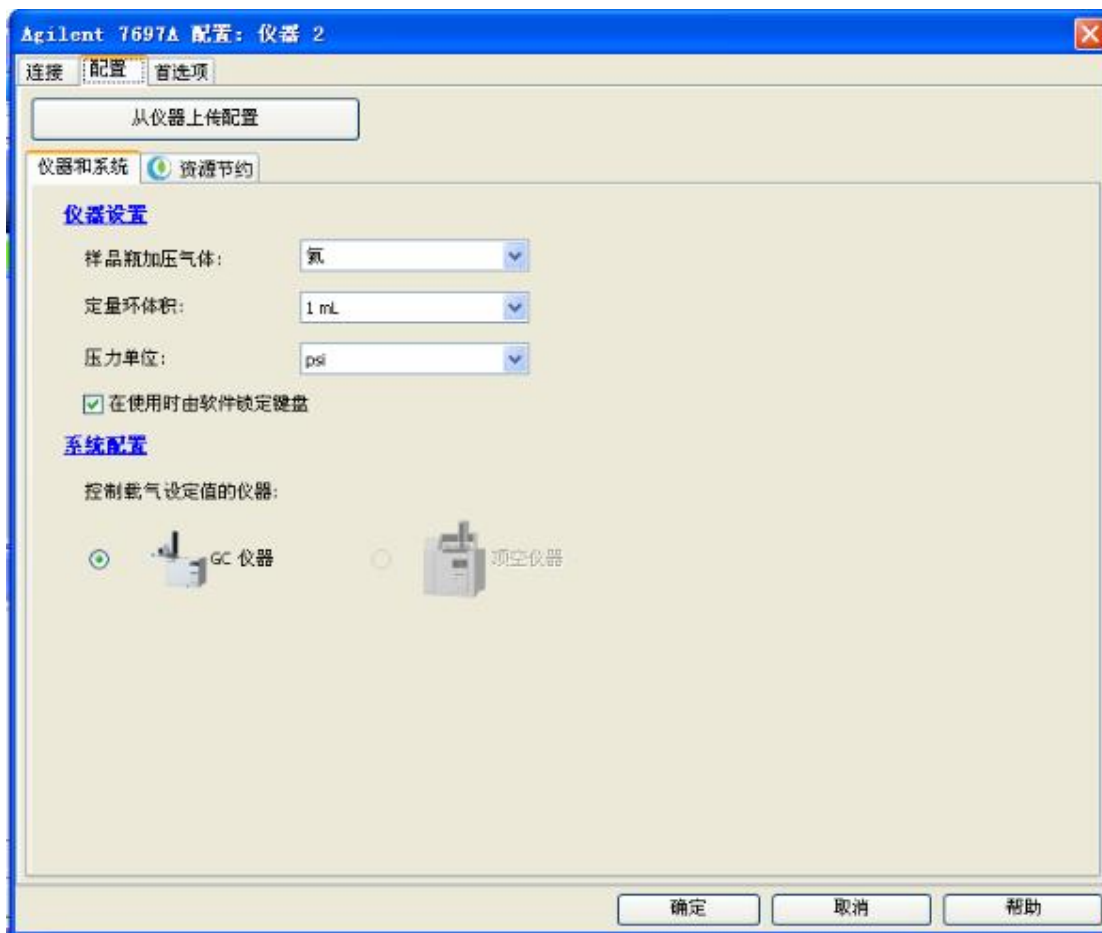 Agilent 7697A 配置: 仪器 2
连接 配置 首选项
从仪器上传配置
仪器和系统 资源节约
仪器设置
样品瓶加压气体:
定量环体积: 1 mL
压力单位: psi
在使用时由软件锁定键盘
系统配置
控制载气设定值的仪器:
GC 仪器 顶空仪器
确定 取消 帮助